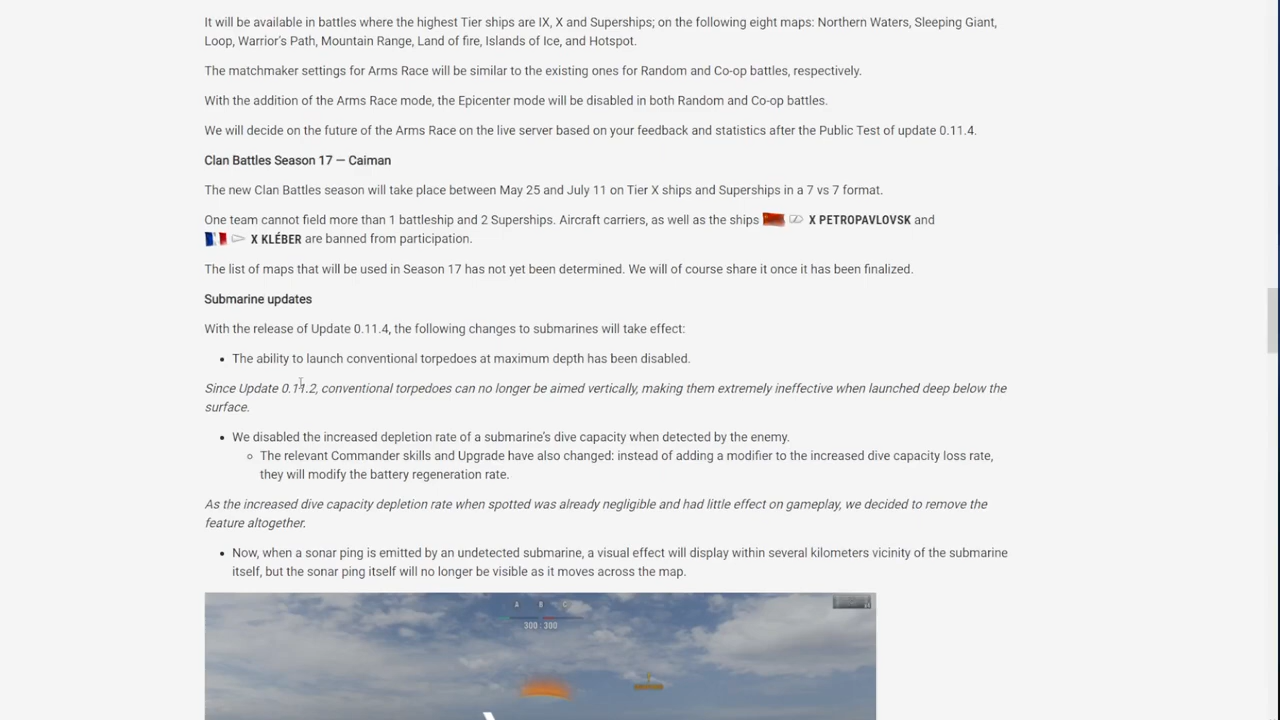 It will be available in battles where the highest Tier ships are IX, X and Superships; on the following eight maps: Northern Waters, Sleeping Giant,
Loop, Warrior's Path, Mountain Range, Land of fire, Islands of Ice, and Hotspot.
The matchmaker settings for Arms Race will be similar to the existing ones for Random and Co-op battles, respectively.
With the addition of the Arms Race mode, the Epicenter mode will be disabled in both Random and Co-op battles.
We will decide on the future of the Arms Race on the live server based on your feedback and statistics after the Public Test of update 0.11.4.
Clan Battles Season 17 — Caiman
The new Clan Battles season will take place between May 25 and July 11 on Tier X ships and Superships in a 7 vs 7 format.
One team cannot field more than 1 battleship and 2 Superships. Aircraft carriers, as well as the ships X PETROPAVLOVSK and
X KLÉBER are banned from participation.
The list of maps that will be used in Season 17 has not yet been determined. We will of course share it once it has been finalized.
Submarine updates
With the release of Update 0.11.4, the following changes to submarines will take effect:
• The ability to launch conventional torpedoes at maximum depth has been disabled.
Since Update 0.11.2, conventional torpedoes can no longer be aimed vertically, making them extremely ineffective when launched deep below the
surface.
• We disabled the increased depletion rate of a submarine's dive capacity when detected by the enemy.
The relevant Commander skills and Upgrade have also changed: instead of adding a modifier to the increased dive capacity loss rate,
they will modify the battery regeneration rate.
As the increased dive capacity depletion rate when spotted was already negligible and had little effect on gameplay, we decided to remove the
feature altogether.
• Now, when a sonar ping is emitted by an undetected submarine, a visual effect will display within several kilometers vicinity of the submarine
itself, but the sonar ping itself will no longer be visible as it moves across the map.
A B C
300 : 300